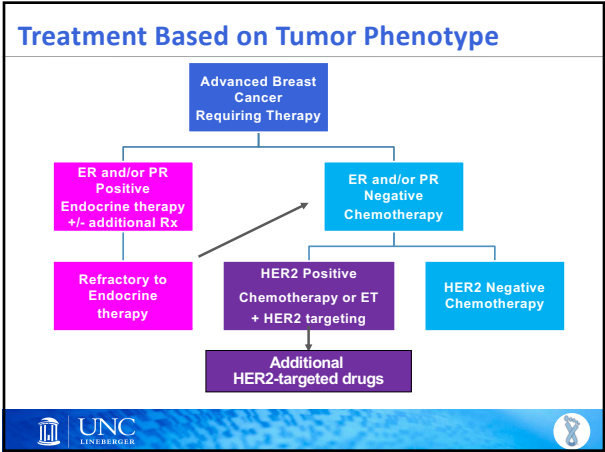 Treatment Based on Tumor Phenotype
Advanced Breast
Cancer
Requiring Therapy
ER and/or PR
Positive
Endocrine therapy
+/- additional Rx
ER and/or PR
Negative
Chemotherapy
Refractory to
Endocrine
therapy
HER2 Positive
Chemotherapy or ET
+ HER2 targeting
HER2 Negative
Chemotherapy
Additional
HER2-targeted drugs
UNC
LINEBERGER